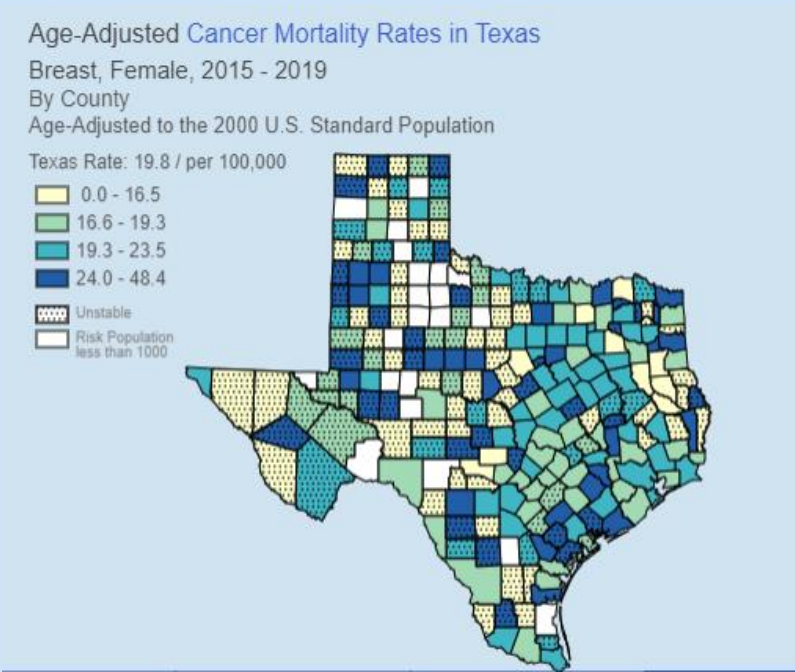 Age-Adjusted Cancer Mortality Rates in Texas
Breast, Female, 2015 - 2019
By County
Age-Adjusted to the 2000 U.S. Standard Population
Texas Rate: 19.8 / per 100,000
0.0 - 16.5
16.6 - 19.3
19.3 - 23.5
24.0 - 48.4
Unstable
Risk Population
less than 1000